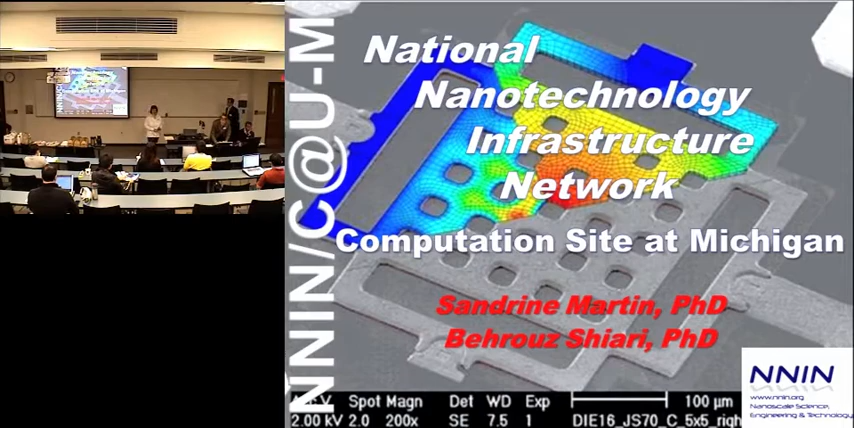 NNIN/C@U-M
National
Nanotechnology
Infrastructure
Network
Computation Site at Michigan
Sandrine Martin, PhD
Behrouz Shiari, PhD
NNIN
www.nnin.org
Nanoscale Science,
Engineering & Technology
Spot Magn Det WD Exp 100 µm
2.00 kV 2.0 200x SE 7.5 1 DIE16_JS70_C_5x5_righ